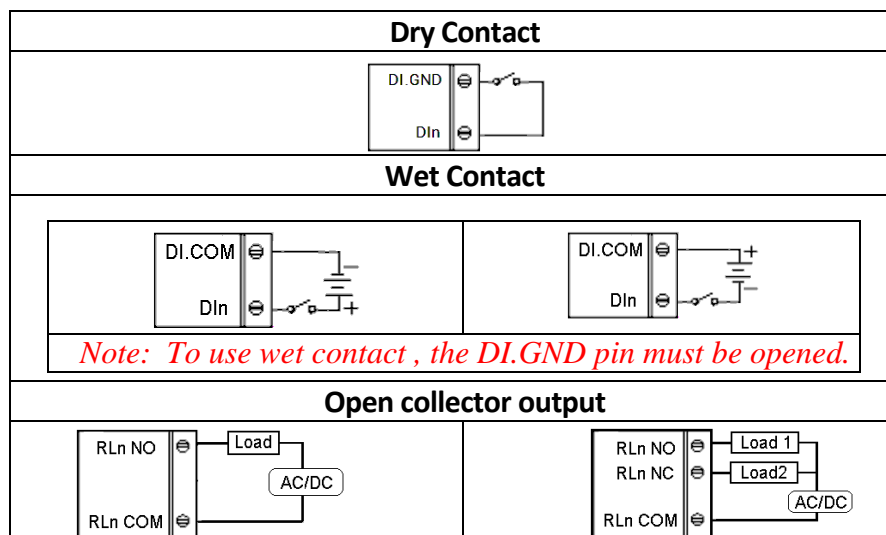 Dry Contact
DI.GND
DIn
Wet Contact
DI.COM
DIn
DI.COM
DIn
Note: To use wet contact , the DI.GND pin must be opened.
Open collector output
RLn NO
Load
AC/DC
RLn COM
RLn NO
Load 1
RLn NC
Load2
AC/DC
RLn COM